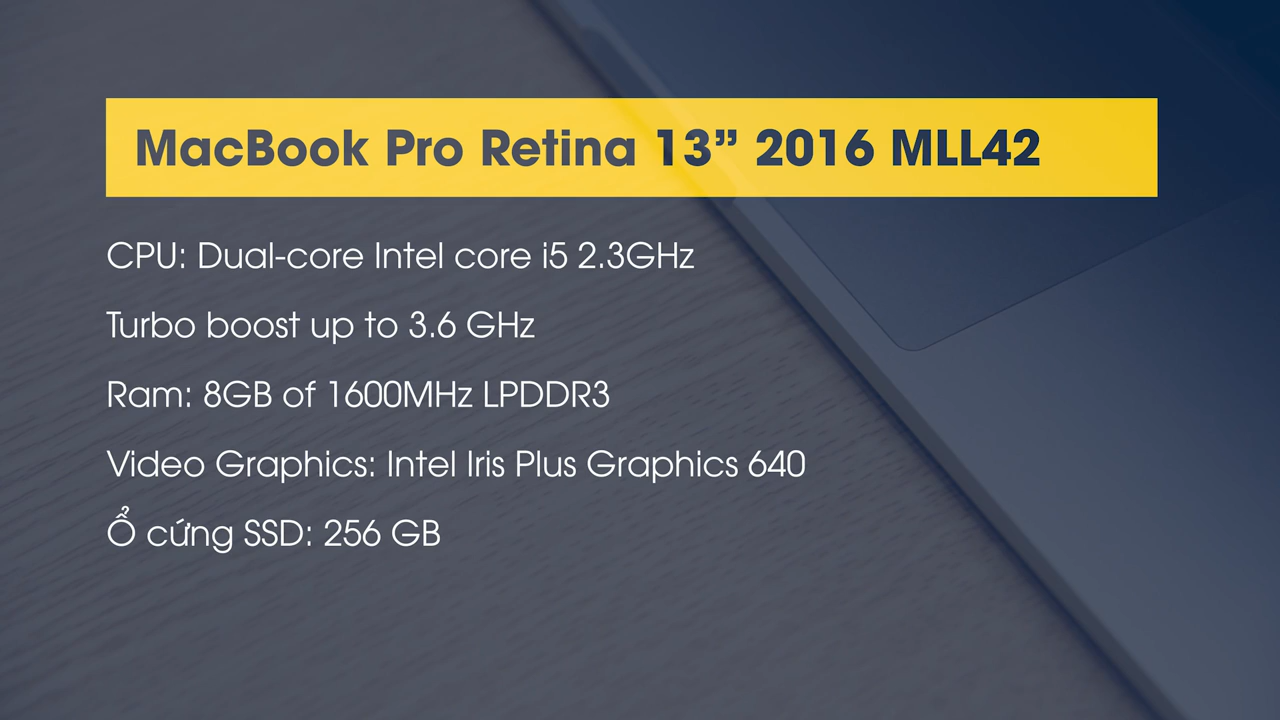 MacBook Pro Retina 13” 2016 MLL42
CPU: Dual-core Intel core i5 2.3GHz
Turbo boost up to 3.6 GHz
Ram: 8GB of 1600MHz LPDDR3
Video Graphics: Intel Iris Plus Graphics 640
Ổ cứng SSD: 256 GB